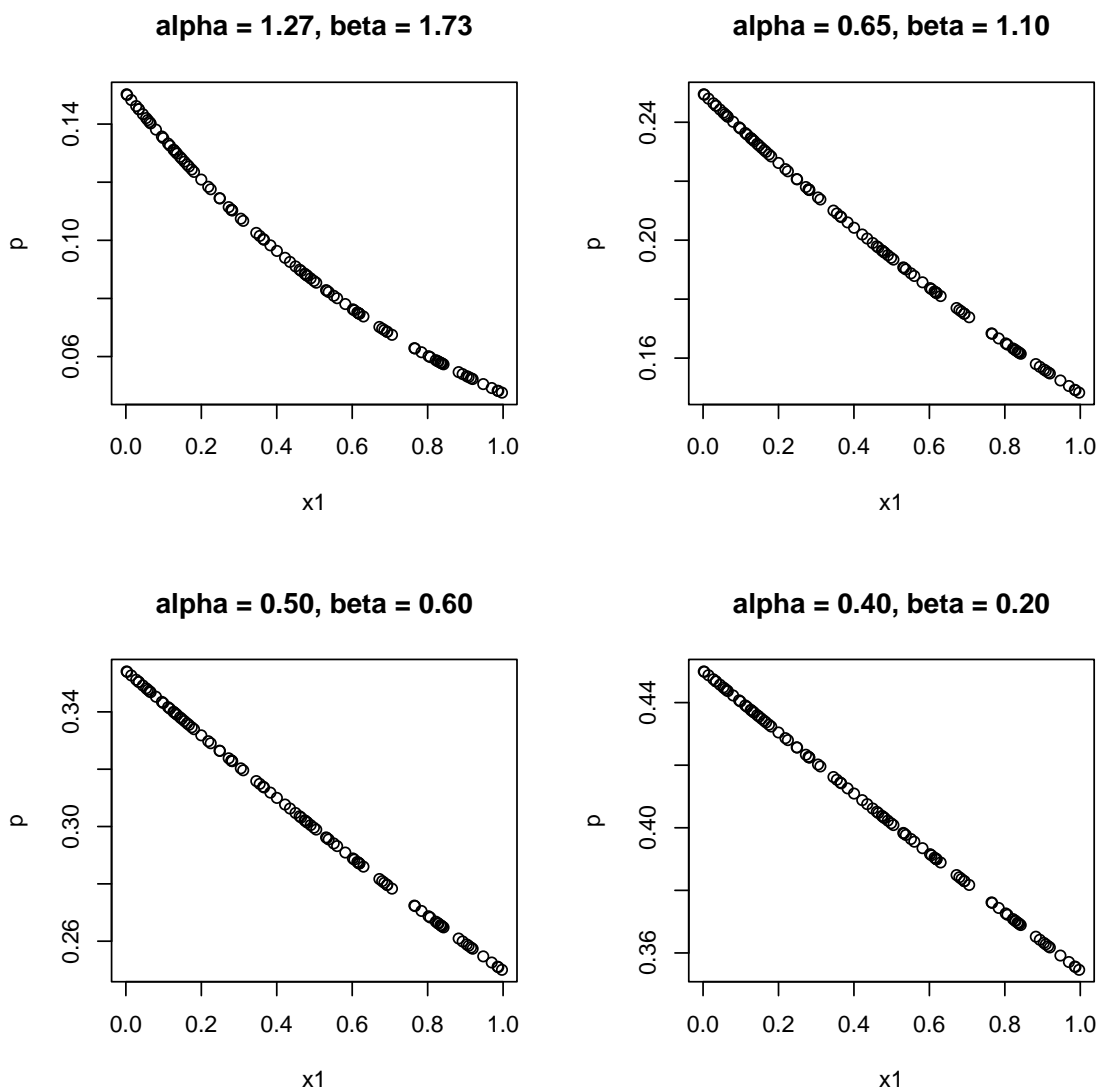 alpha = 1.27, beta = 1.73
p
0.14
0.10
0.06
0.0 0.2 0.4 0.6 0.8 1.0
x1
alpha = 0.65, beta = 1.10
p
0.24
0.20
0.16
0.0 0.2 0.4 0.6 0.8 1.0
x1
alpha = 0.50, beta = 0.60
p
0.34
0.30
0.26
0.0 0.2 0.4 0.6 0.8 1.0
x1
alpha = 0.40, beta = 0.20
p
0.44
0.40
0.36
0.0 0.2 0.4 0.6 0.8 1.0
x1